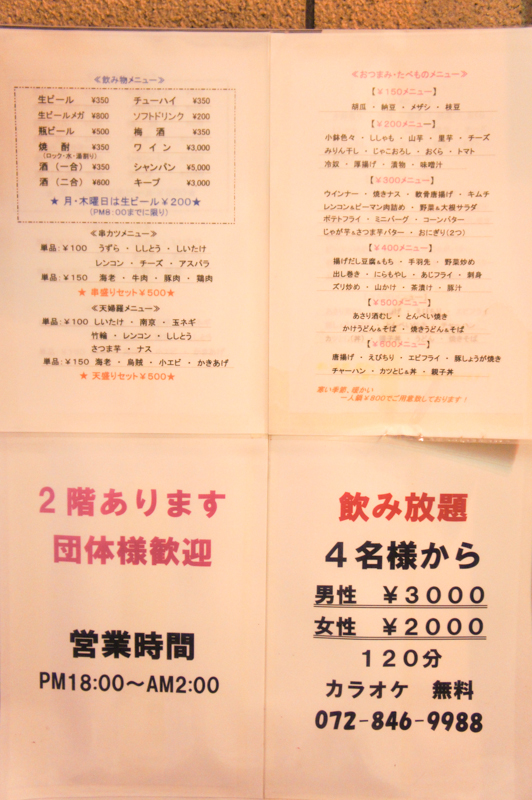 ≪飲み物メニュー≫
生ビール ¥350 チューハイ ¥350
生ビールメガ ¥800 ソフトドリンク ¥200
瓶ビール ¥500 梅酒 ¥350
焼酎 ¥350 ワイン ¥3,000
(ロック・水・湯割り)
酒(一合) ¥350 シャンパン ¥5,000
酒(二合) ¥600 キープ ¥3,000
★ 月・木曜日は生ビール¥200★
(PM8:00までに限り)
≪串カツメニュー≫
単品:¥100 うずら・ししとう・しいたけ
レンコン・チーズ・アスパラ
単品:¥150 海老・牛肉・豚肉・鶏肉
★ 串盛りセット¥500★
≪天婦羅メニュー≫
単品:¥100 しいたけ・南京・玉ネギ
竹輪・レンコン・ししとう
さつま芋・ナス
単品:¥150 海老・烏賊・小エビ・かきあげ
★ 天盛りセット¥500★
≪おつまみ・たべものメニュー≫
【¥150メニュー】
胡瓜・納豆・メザシ・枝豆
【¥200メニュー】
小鉢色々・ししゃも・山芋・里芋・チーズ
みりん干し・じゃこおろし・おくら・トマト
冷奴・厚揚げ・漬物・味噌汁
【¥300メニュー】
ウインナー・焼きナス・軟骨唐揚げ・キムチ
レンコン&ピーマン肉詰め・野菜&大根サラダ
ポテトフライ・ミニバーグ・コーンバター
じゃが芋&さつま芋バター・おにぎり(2つ)
【¥400メニュー】
揚げだし豆腐&もち・手羽先・野菜炒め
出し巻き・にらもやし・あじフライ・刺身
ズリ炒め・山かけ・茶漬け・豚汁
【¥500メニュー】
あさり酒むし・とんぺい焼き
かけうどん&そば・焼きうどん&そば
【¥600メニュー】
唐揚げ・えびちり・エビフライ・豚しょうが焼き
チャーハン・カツとじ&丼・親子丼
寒い季節、暖かい
一人鍋¥800でご用意致しております!
2階あります
団体様歓迎
営業時間
PM18:00~AM2:00
飲み放題
4名様から
男性 ¥3000
女性 ¥2000
120分
カラオケ 無料
072-846-9988